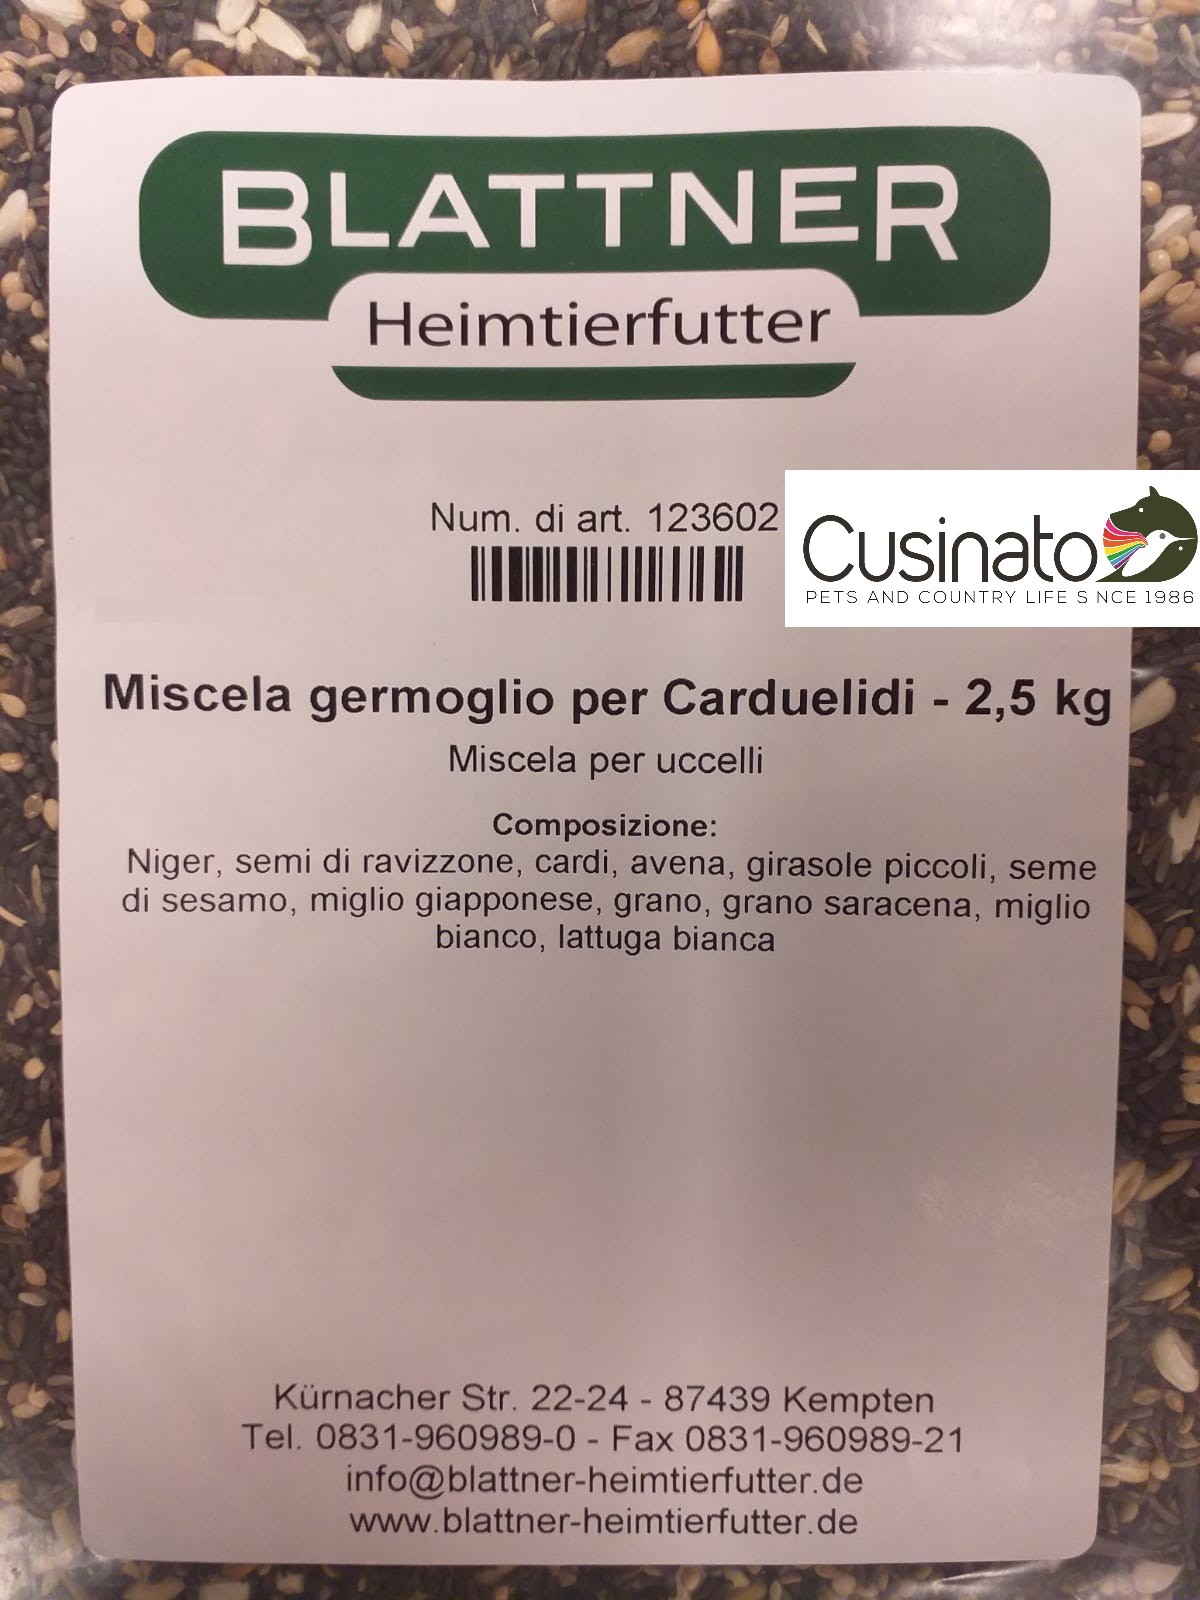 BLATTNER
Heimtierfutter
Num. di art. 123602
Cusinato
PETS AND COUNTRY LIFE S NCE 1986
Miscela germoglio per Carduelidi - 2,5 kg
Miscela per uccelli
Composizione:
Niger, semi di ravizzone, cardi, avena, girasole piccoli, seme
di sesamo, miglio giapponese, grano, grano saracena, miglio
bianco, lattuga bianca
Kürnacher Str. 22-24 - 87439 Kempten
Tel. 0831-960989-0 - Fax 0831-960989-21
info@blattner-heimtierfutter.de
www.blattner-heimtierfutter.de